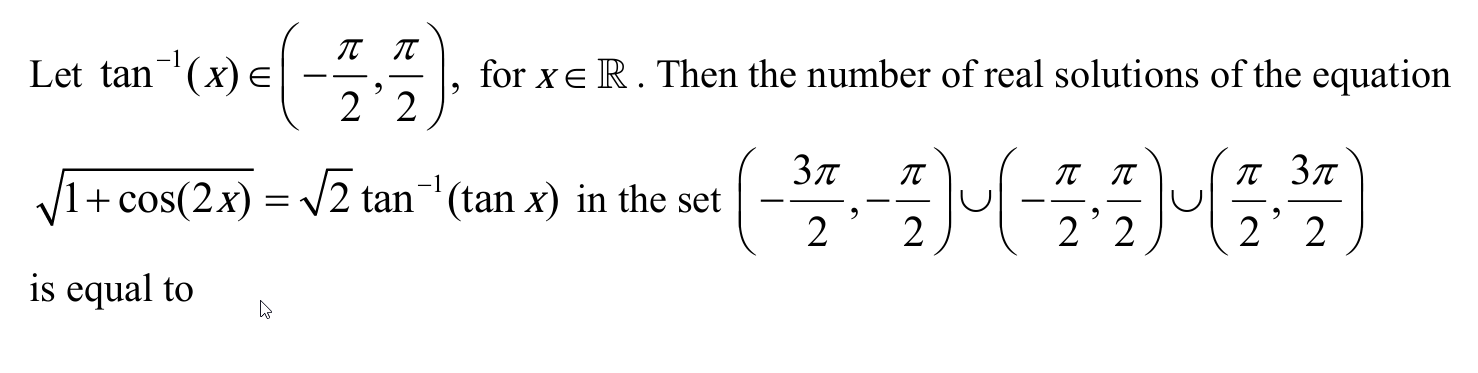 Let tan⁻¹(x) ∈ (−π/2, π/2), for x ∈ ℝ. Then the number of real solutions of the equation
√(1+cos(2x)) = √2 tan⁻¹(tan x) in the set (−3π/2, −π/2) ∪ (−π/2, π/2) ∪ (π/2, 3π/2)
is equal to